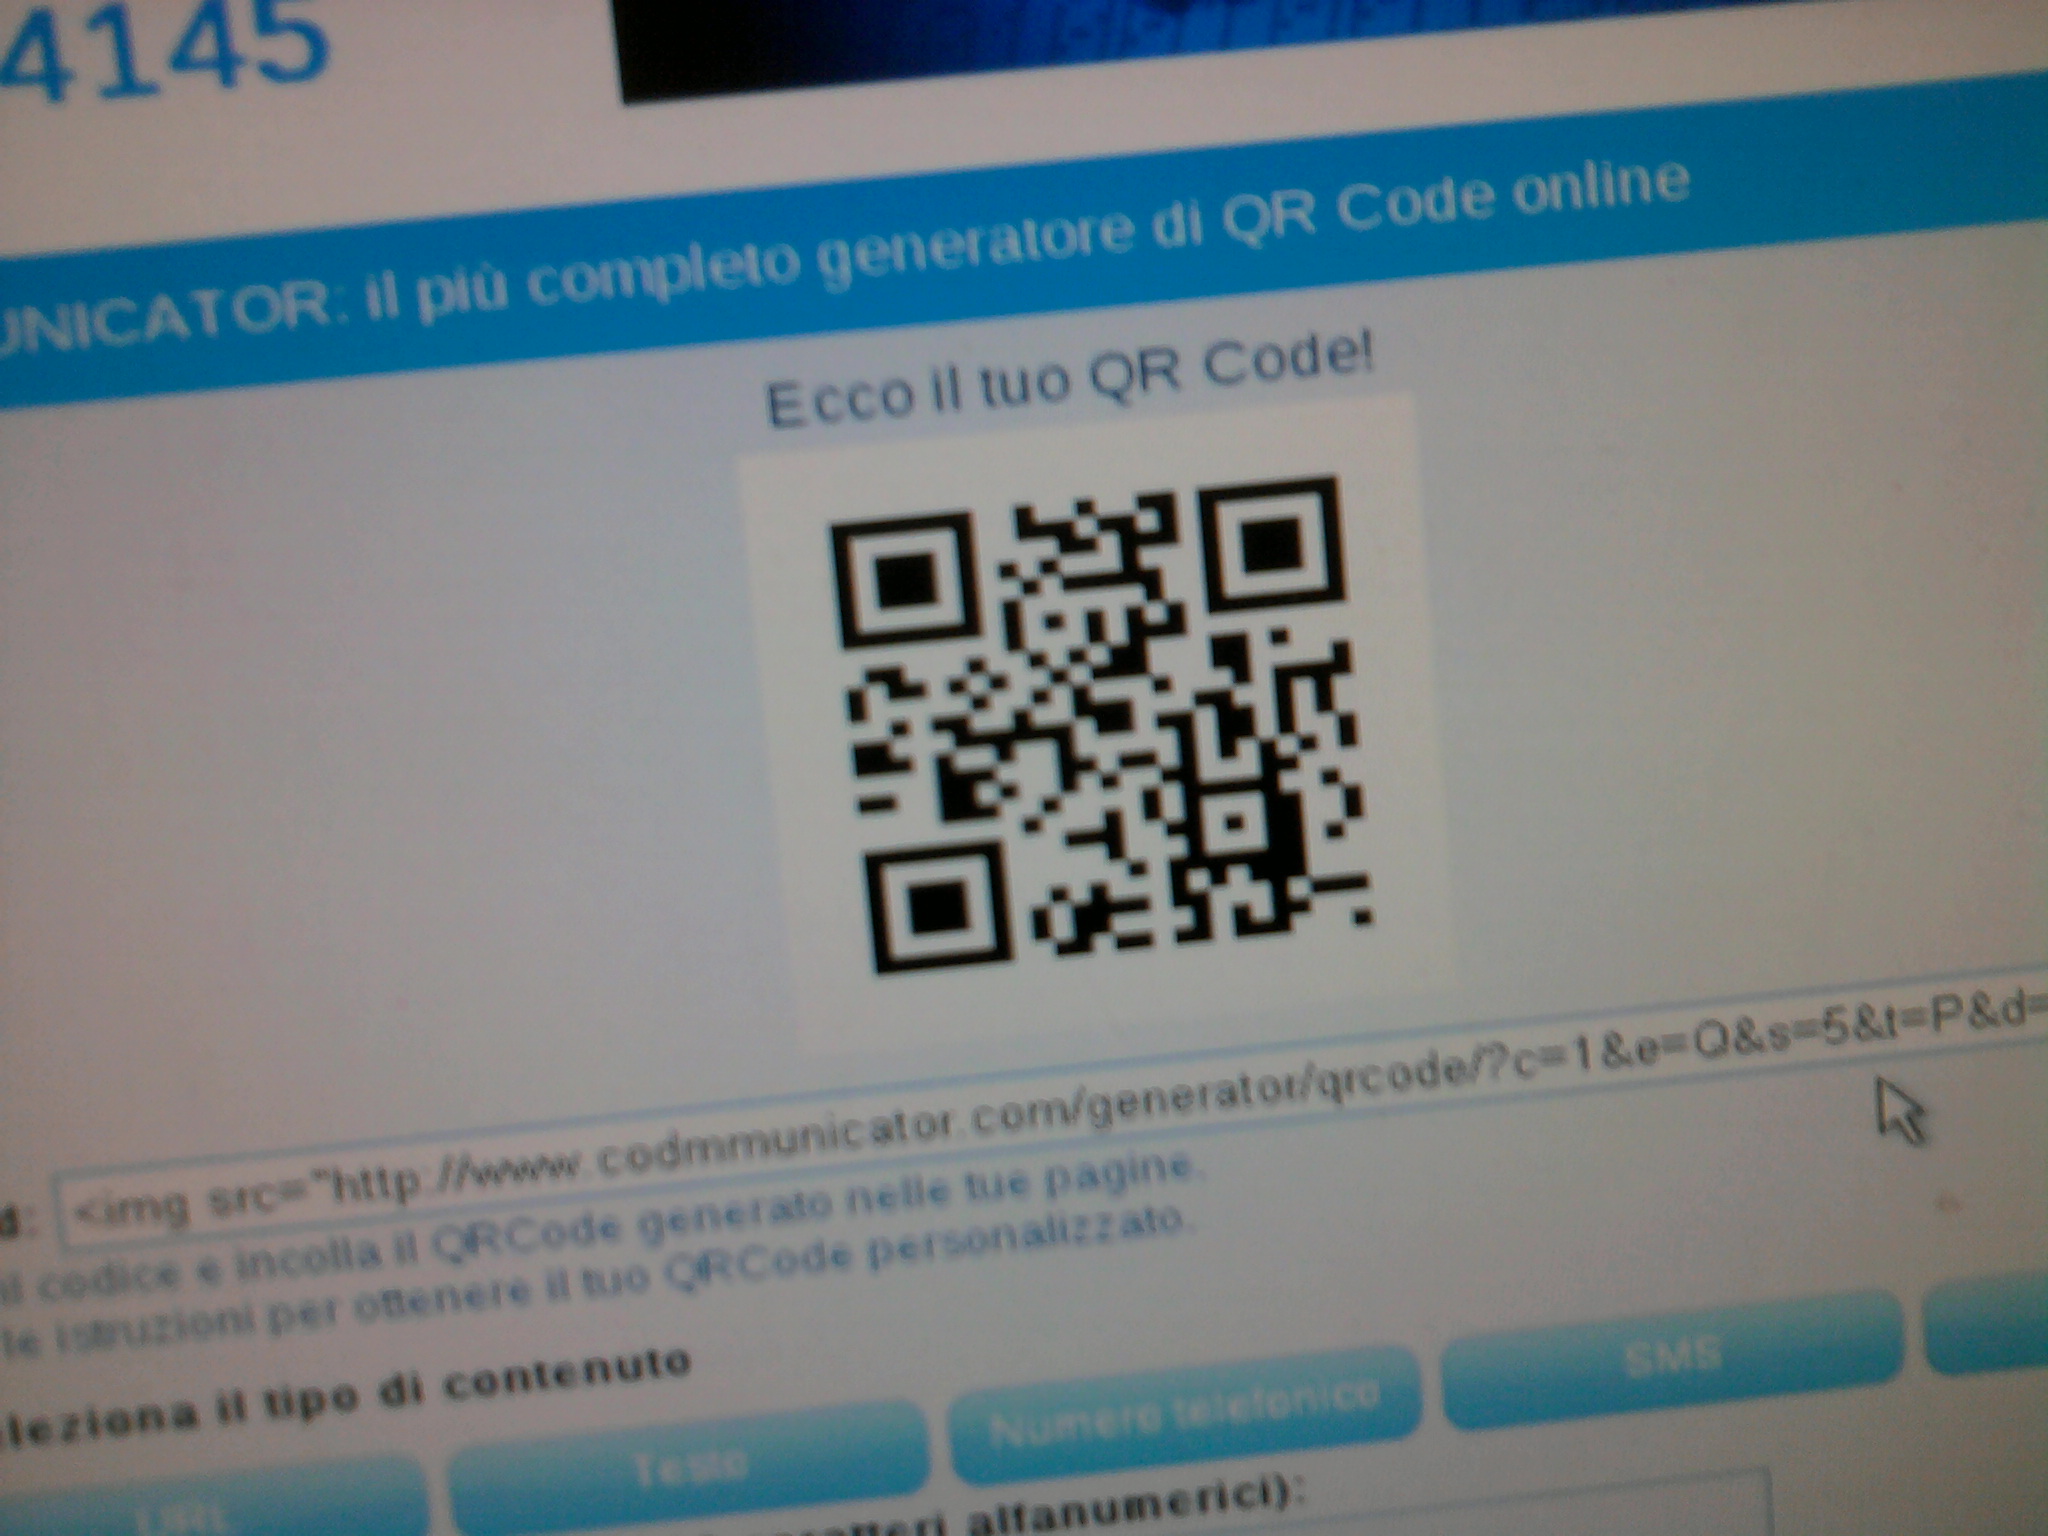 4145
UNICATOR: il più completo generatore di QR Code online
Ecco il tuo QR Code!
d: <img src="http://www.codmmunicator.com/generator/qrcode/?c=1&e=Q&s=5&t=P&d=
codice e incolla il QRCode generato nelle tue pagine.
le istruzioni per ottenere il tuo QRCode personalizzato.
leziona il tipo di contenuto
URL Testo Numero telefonico SMS
caratteri alfanumerici):